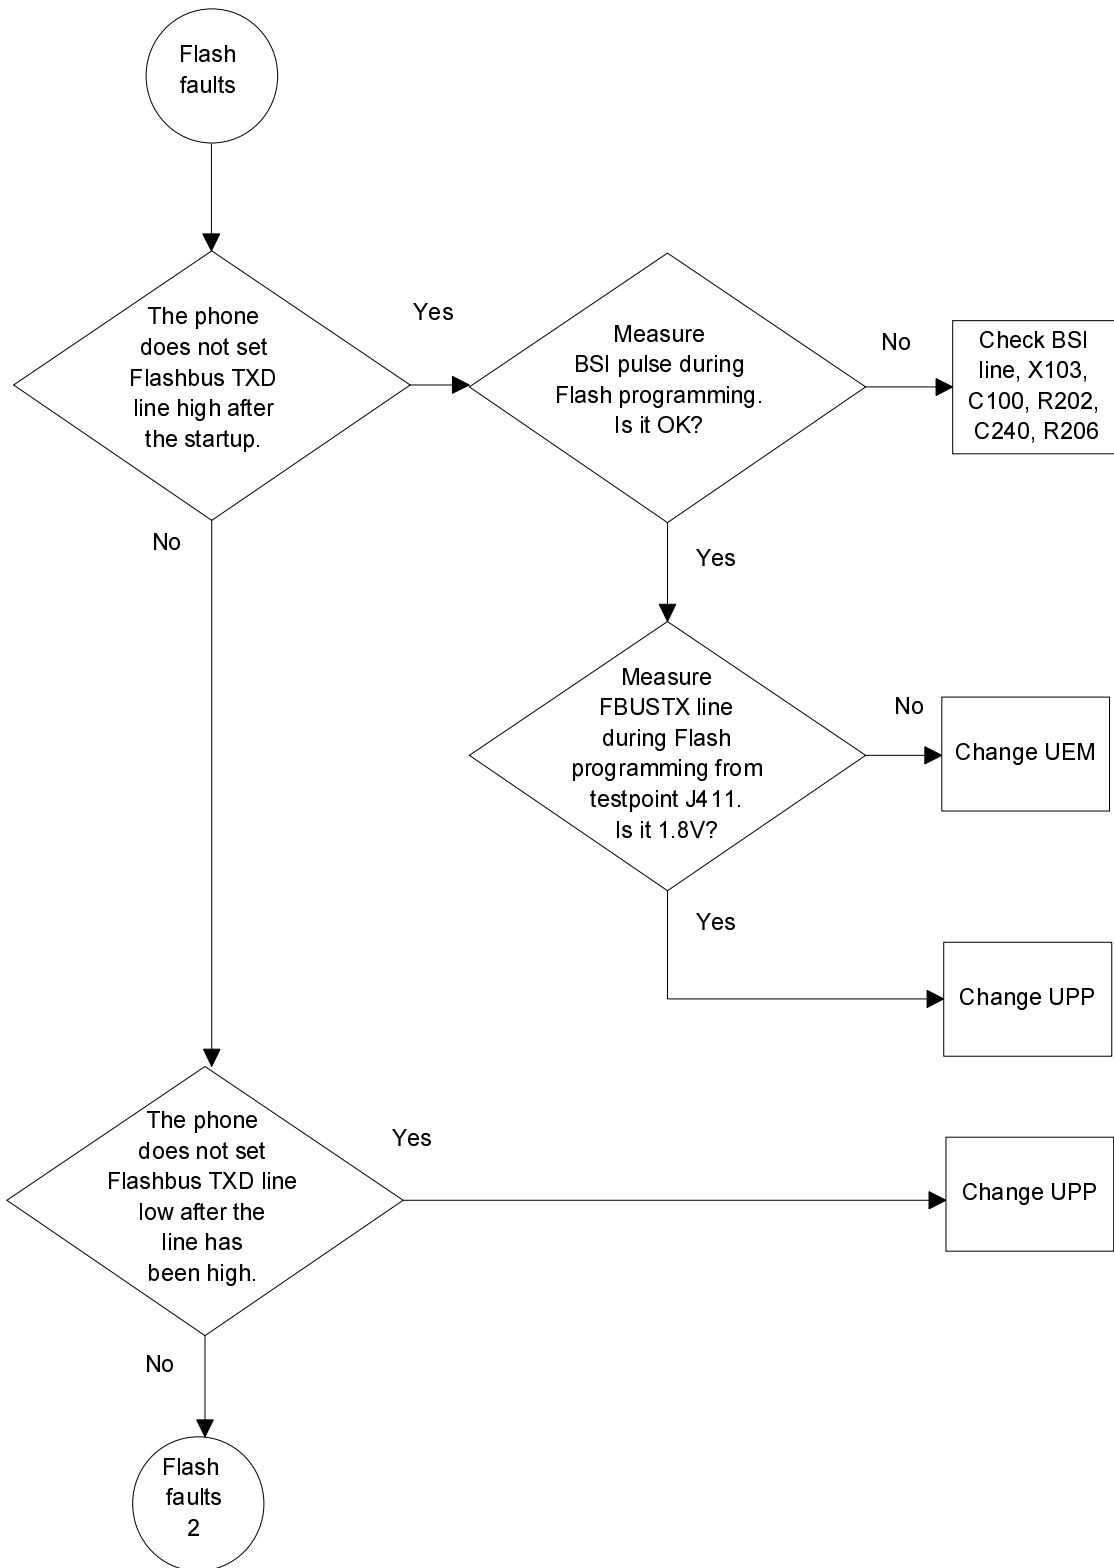 Flash
faults
The phone
does not set
Flashbus TXD
line high after
the startup.
Yes
Measure
BSI pulse during
Flash programming.
Is it OK?
No
Check BSI
line, X103,
C100, R202,
C240, R206
No
Yes
Measure
FBUSTX line
during Flash
programming from
testpoint J411.
Is it 1.8V?
No
Change UEM
Yes
Change UPP
The phone
does not set
Flashbus TXD line
low after the
line has
been high.
Yes
Change UPP
No
Flash
faults
2